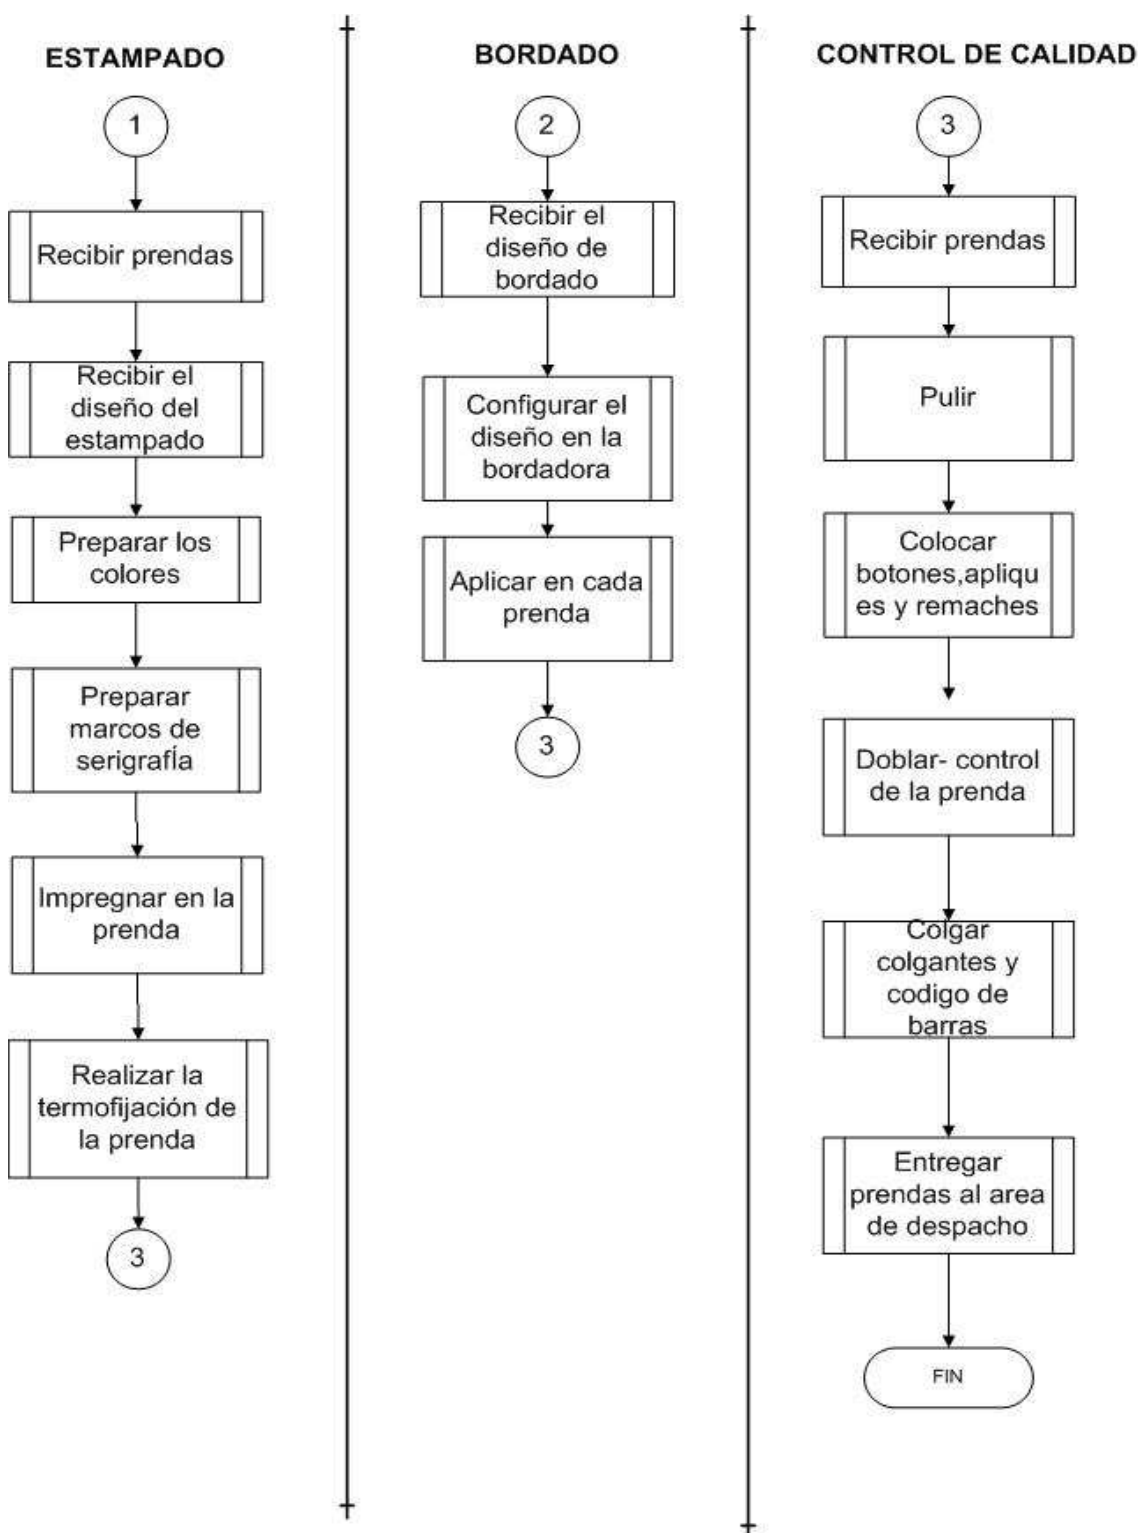 ESTAMPADO
1
Recibir prendas
Recibir el
diseño del
estampado
Preparar los
colores
Preparar
marcos de
serigrafÍa
Impregnar en la
prenda
Realizar la
termofijación de
la prenda
3
BORDADO
2
Recibir el
diseño de
bordado
Configurar el
diseño en la
bordadora
Aplicar en cada
prenda
3
CONTROL DE CALIDAD
3
Recibir prendas
Pulir
Colocar
botones,apliqu
es y remaches
Doblar- control
de la prenda
Colgar
colgantes y
codigo de
barras
Entregar
prendas al area
de despacho
FIN